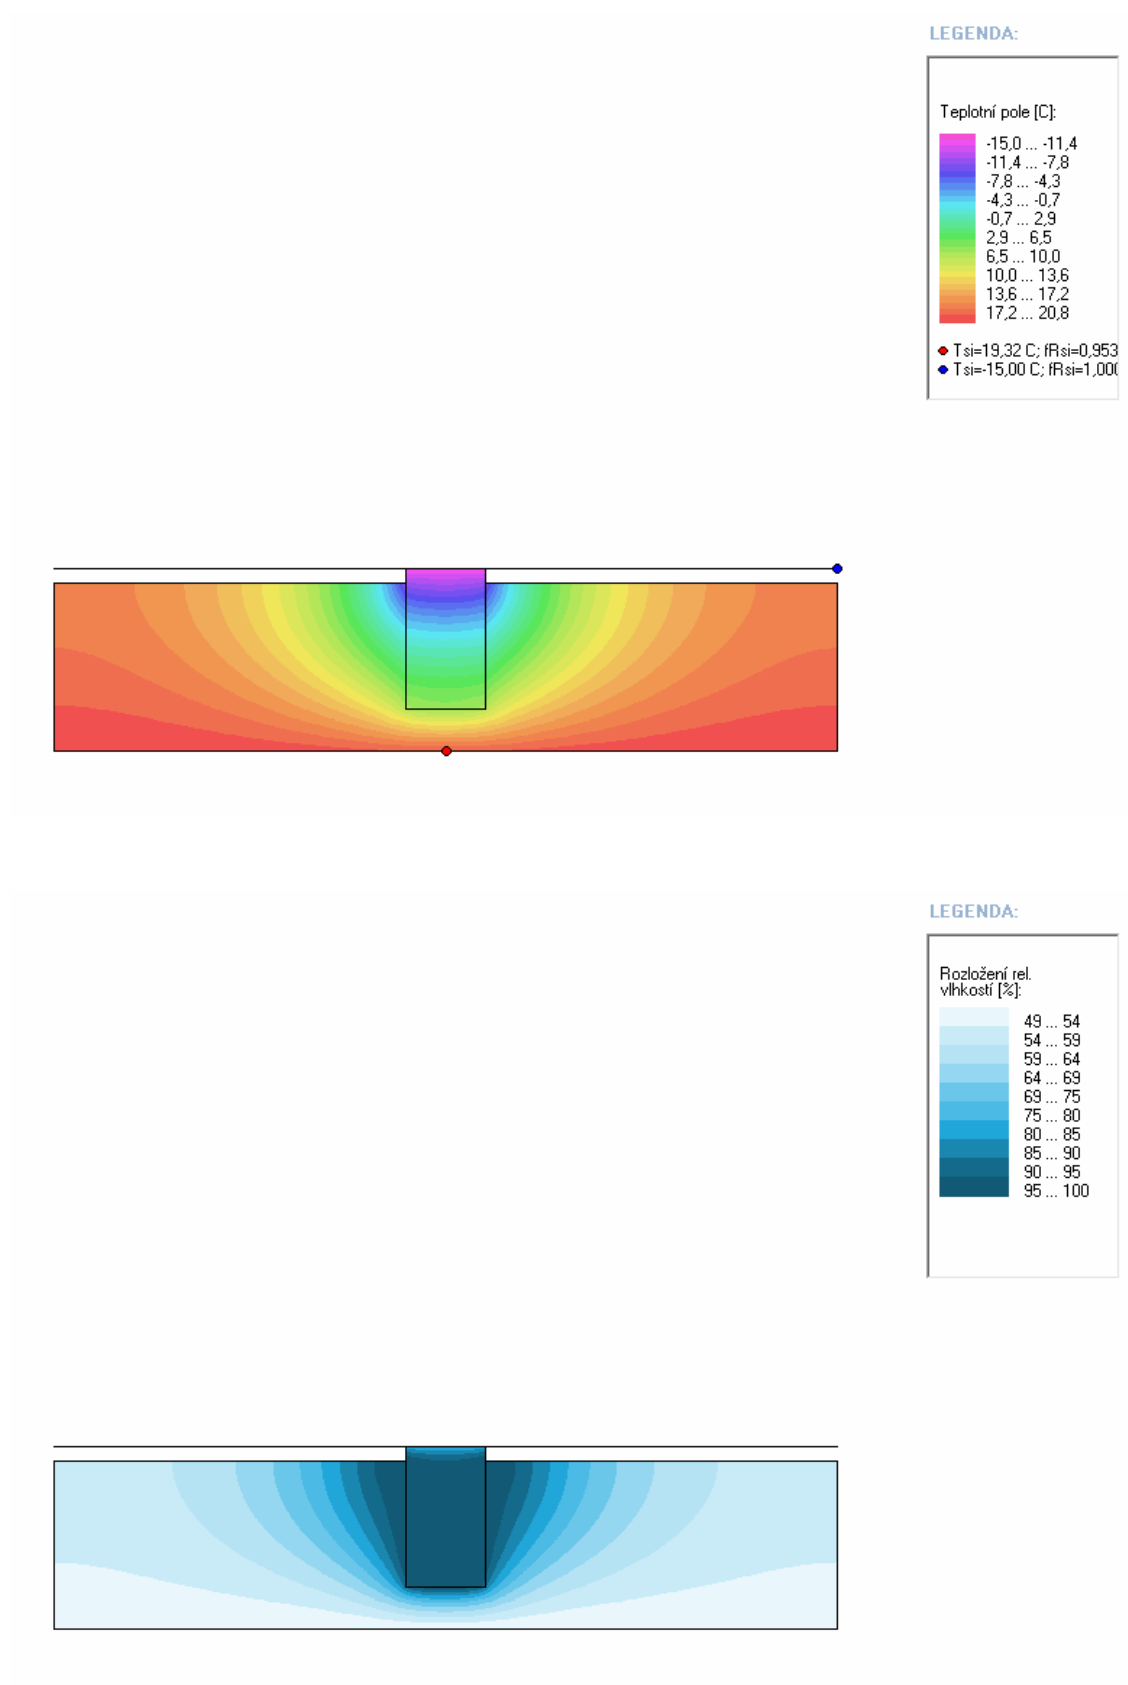 LEGENDA:
Teplotní pole [C]:
-15,0 ... -11,4
-11,4 ... -7,8
-7,8 ... -4,3
-4,3 ... -0,7
-0,7 ... 2,9
2,9 ... 6,5
6,5 ... 10,0
10,0 ... 13,6
13,6 ... 17,2
17,2 ... 20,8
Tsi=19,32 C; fRsi=0,953
Tsi=-15,00 C; fRsi=1,000
LEGENDA:
Rozložení rel.
vlhkostí [%]:
49 ... 54
54 ... 59
59 ... 64
64 ... 69
69 ... 75
75 ... 80
80 ... 85
85 ... 90
90 ... 95
95 ... 100